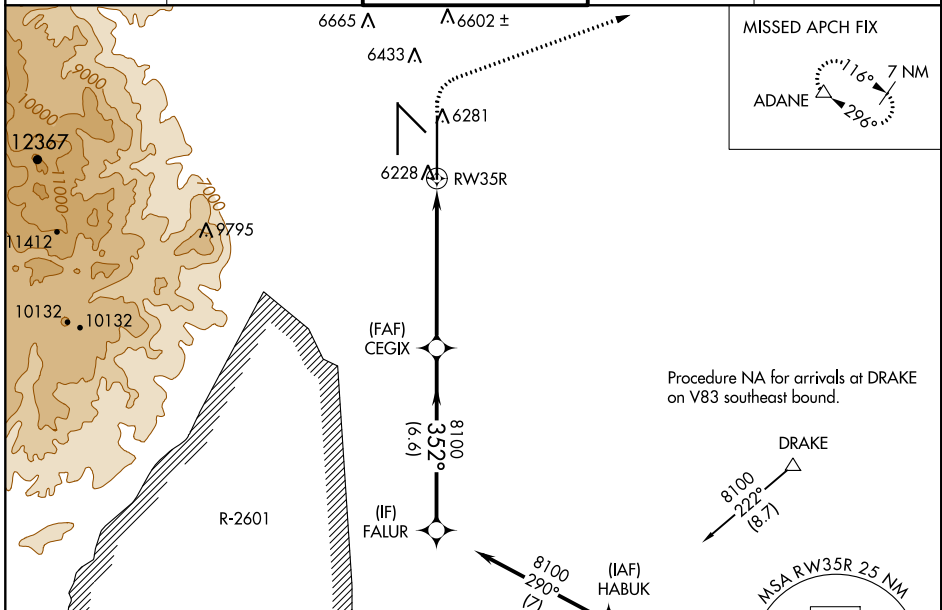 6665
6602 ±
6433
MISSED APCH FIX
116°
7 NM
ADANE
296°
9000
10000
12367
11000
7000
6281
6228
RW35R
11412
9795
10132
10132
(FAF)
CEGIX
Procedure NA for arrivals at DRAKE
on V83 southeast bound.
8100
352°
(6.6)
DRAKE
8100
222°
(8.7)
R-2601
(IF)
FALUR
8100
290°
(7)
(IAF)
HABUK
MSA RW35R 25 NM